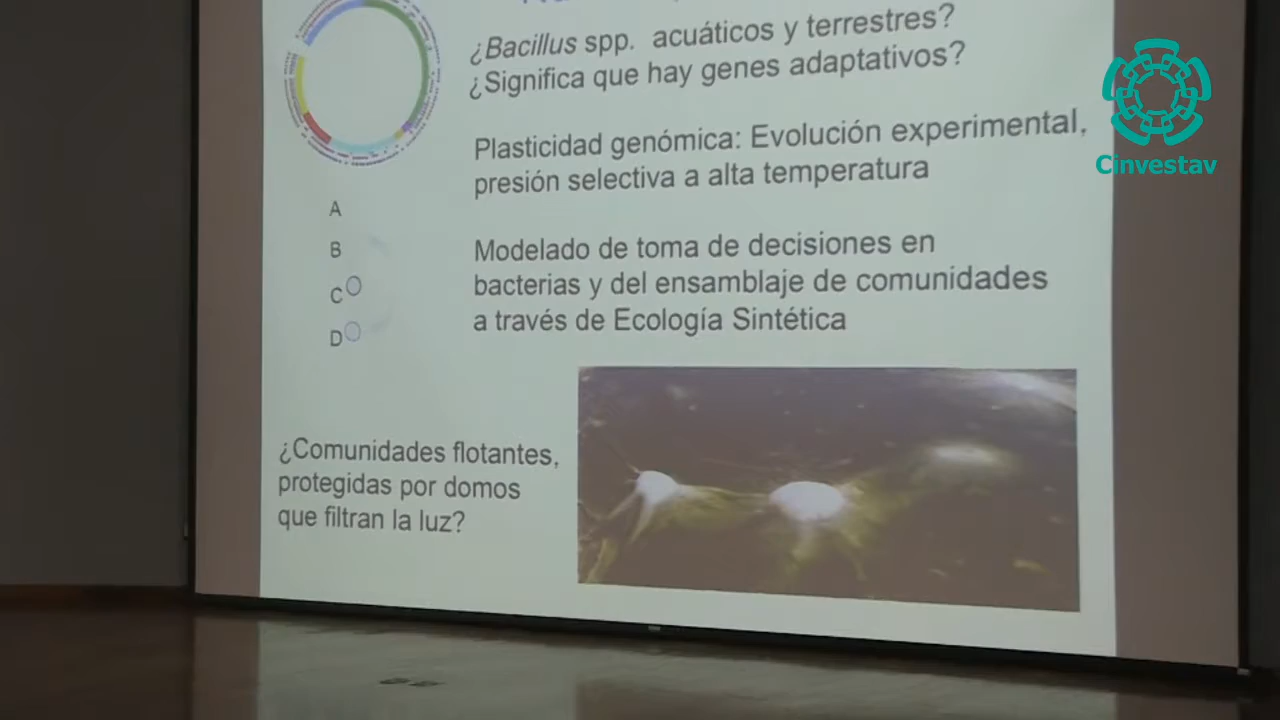 ¿Bacillus spp. acuáticos y terrestres?
¿Significa que hay genes adaptativos?
Plasticidad genómica: Evolución experimental,
presión selectiva a alta temperatura
A
B
C
D
Modelado de toma de decisiones en
bacterias y del ensamblaje de comunidades
a través de Ecología Sintética
¿Comunidades flotantes,
protegidas por domos
que filtran la luz?
Cinvestav